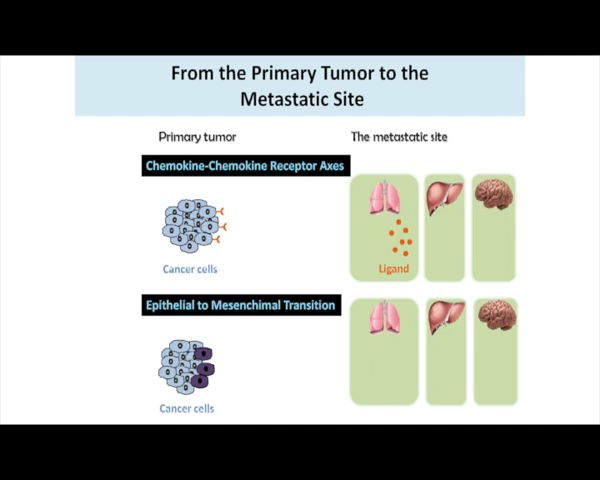 From the Primary Tumor to the
Metastatic Site
Primary tumor
The metastatic site
Chemokine-Chemokine Receptor Axes
Cancer cells
Ligand
Epithelial to Mesenchimal Transition
Cancer cells